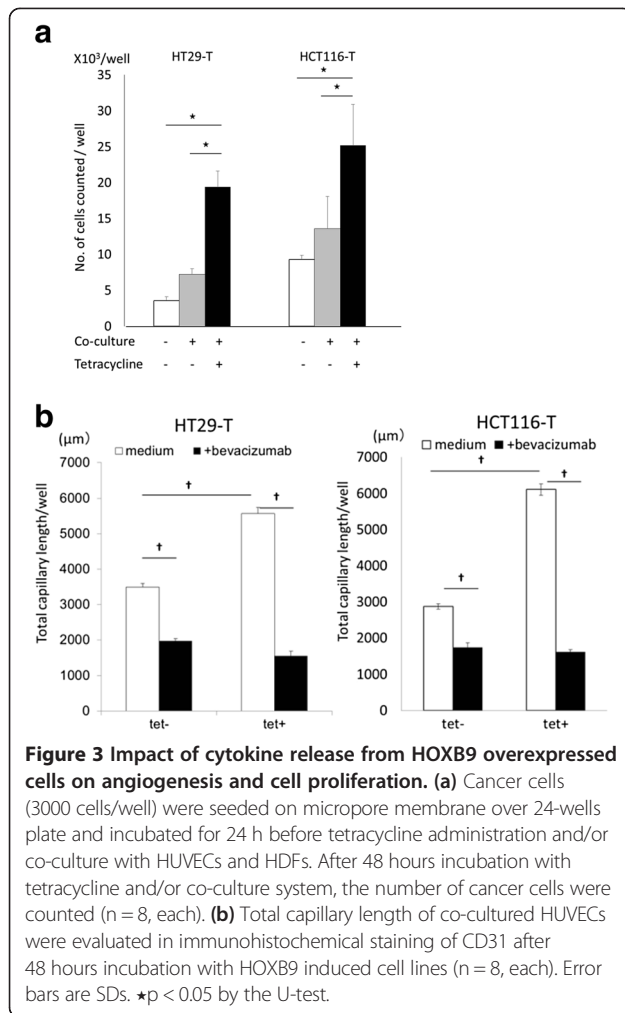 a
X10³/well
HT29-T
HCT116-T
No. of cells counted / well
35
30
25
20
15
10
5
0
★
★
★
★
Co-culture - + + - + +
Tetracycline - - + - - +
b
HT29-T
(μm)
medium +bevacizumab
Total capillary length/well
7000
6000
5000
4000
3000
2000
1000
0
†
†
†
tet- tet+
HCT116-T
(μm)
medium +bevacizumab
Total capillary length/well
7000
6000
5000
4000
3000
2000
1000
0
†
†
†
tet- tet+
Figure 3 Impact of cytokine release from HOXB9 overexpressed
cells on angiogenesis and cell proliferation. (a) Cancer cells
(3000 cells/well) were seeded on micropore membrane over 24-wells
plate and incubated for 24 h before tetracycline administration and/or
co-culture with HUVECs and HDFs. After 48 hours incubation with
tetracycline and/or co-culture system, the number of cancer cells were
counted (n = 8, each). (b) Total capillary length of co-cultured HUVECs
were evaluated in immunohistochemical staining of CD31 after
48 hours incubation with HOXB9 induced cell lines (n = 8, each). Error
bars are SDs. ★p < 0.05 by the U-test.